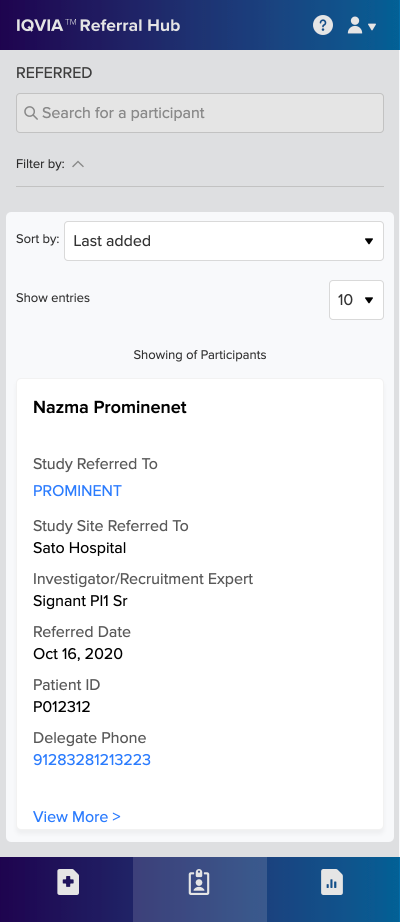 IQVIA™ Referral Hub
REFERRED
Search for a participant
Filter by:
Sort by: Last added
Show entries 10
Showing of Participants
Nazma Prominenet
Study Referred To
PROMINENT
Study Site Referred To
Sato Hospital
Investigator/Recruitment Expert
Signant PI1 Sr
Referred Date
Oct 16, 2020
Patient ID
P012312
Delegate Phone
91283281213223
View More >